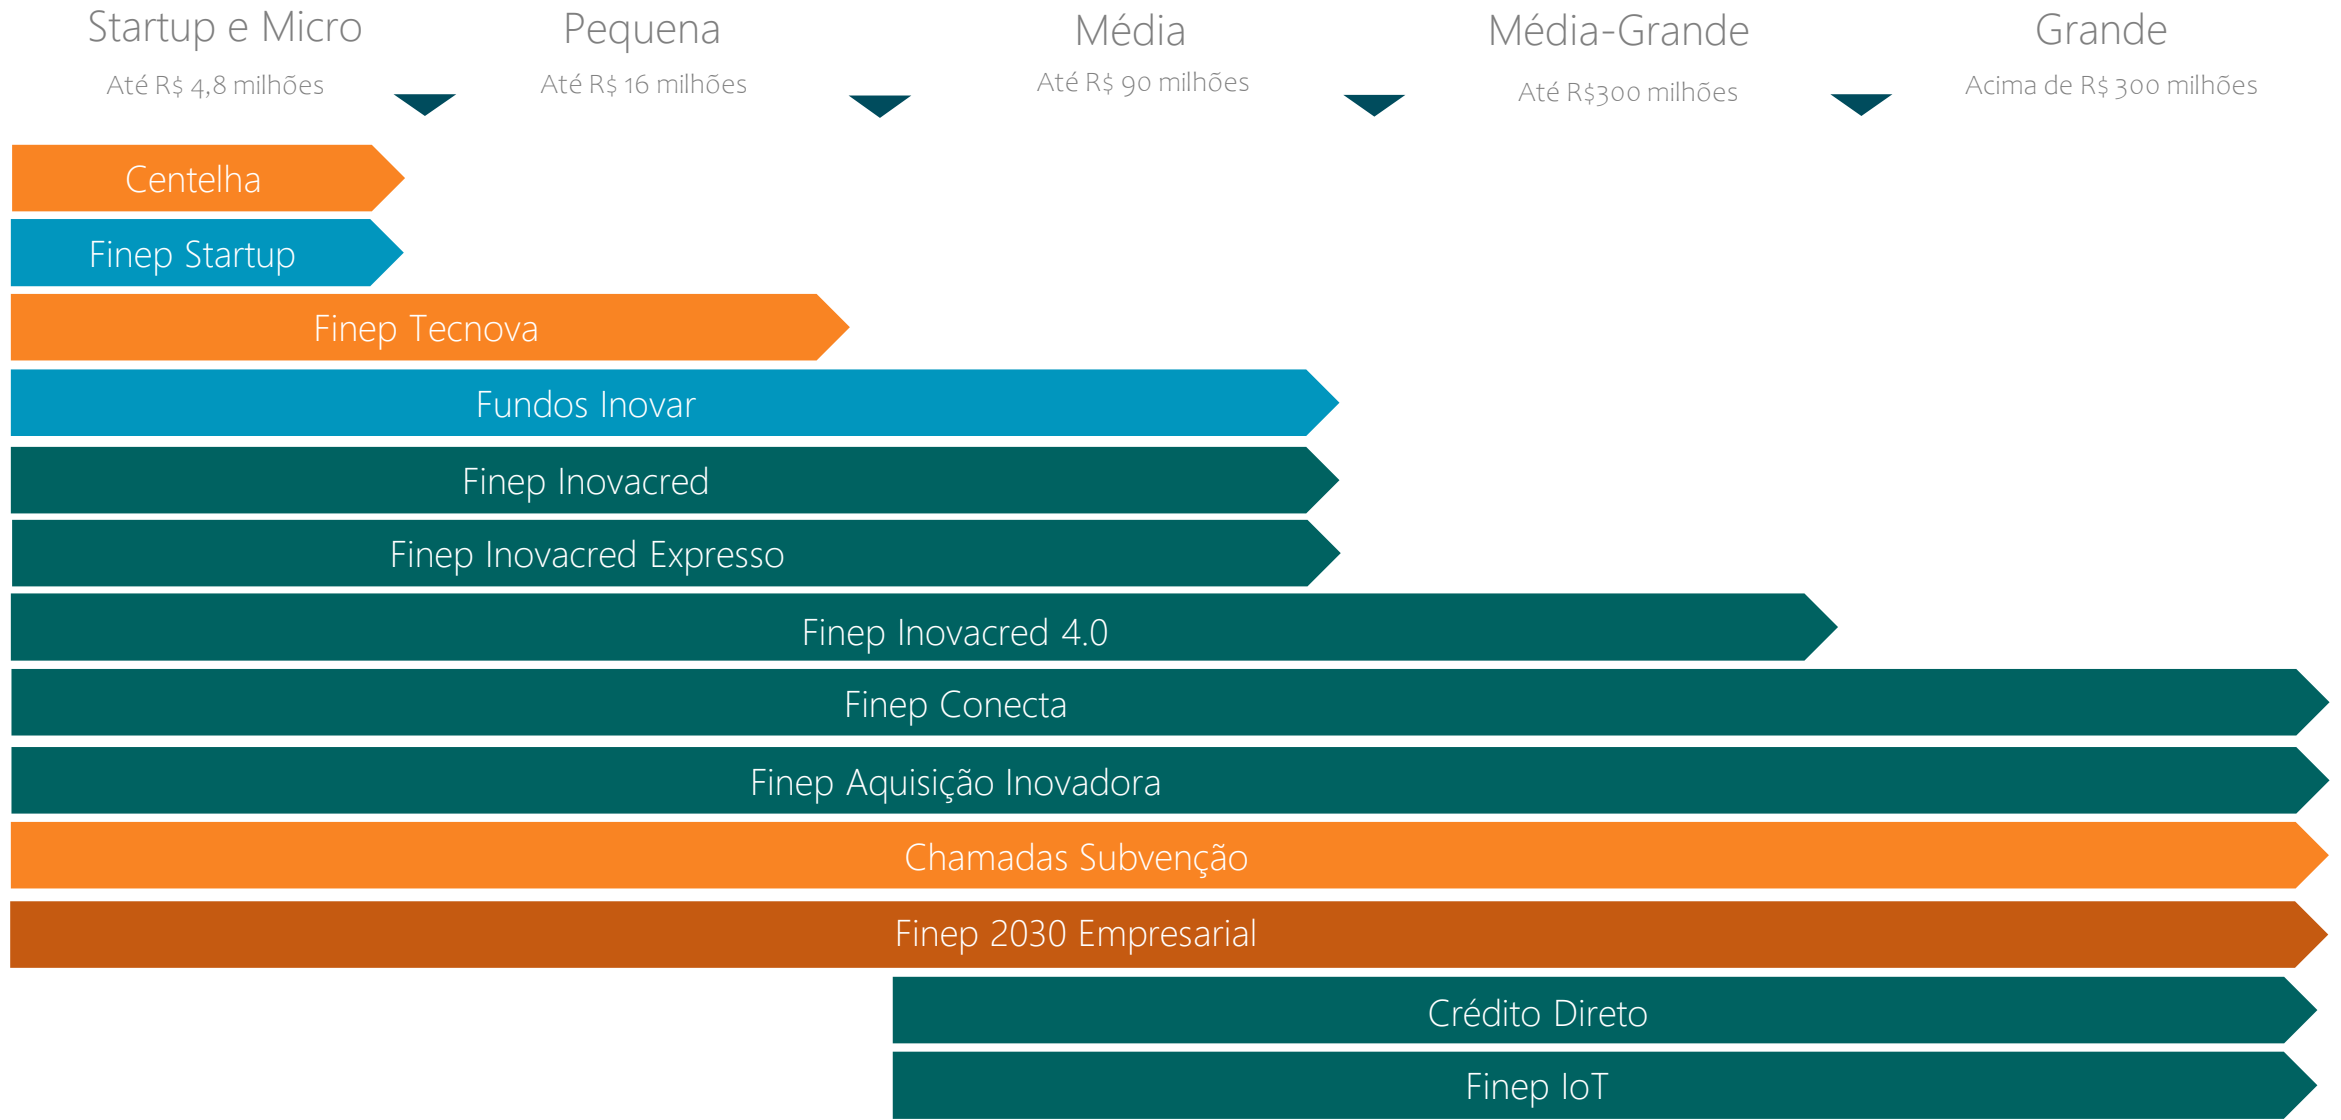 Startup e Micro
Até R$ 4,8 milhões
Pequena
Até R$ 16 milhões
Média
Até R$ 90 milhões
Média-Grande
Até R$300 milhões
Grande
Acima de R$ 300 milhões
Centelha
Finep Startup
Finep Tecnova
Fundos Inovar
Finep Inovacred
Finep Inovacred Expresso
Finep Inovacred 4.0
Finep Conecta
Finep Aquisição Inovadora
Chamadas Subvenção
Finep 2030 Empresarial
Crédito Direto
Finep IoT